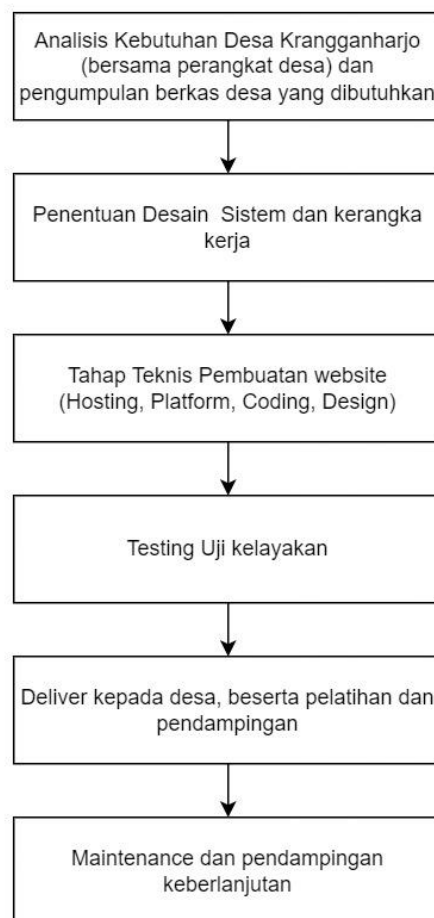 Analisis Kebutuhan Desa Krangganharjo
(bersama perangkat desa) dan
pengumpulan berkas desa yang dibutuhkan
Penentuan Desain Sistem dan kerangka
kerja
Tahap Teknis Pembuatan website
(Hosting, Platform, Coding, Design)
Testing Uji kelayakan
Deliver kepada desa, beserta pelatihan dan
pendampingan
Maintenance dan pendampingan
keberlanjutan